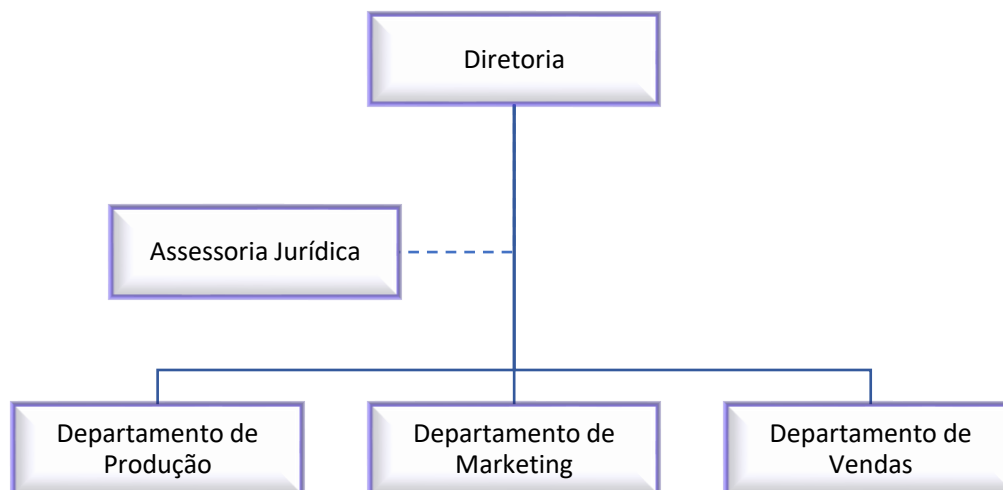 Diretoria
Assessoria Jurídica
Departamento de
Produção
Departamento de
Marketing
Departamento de
Vendas